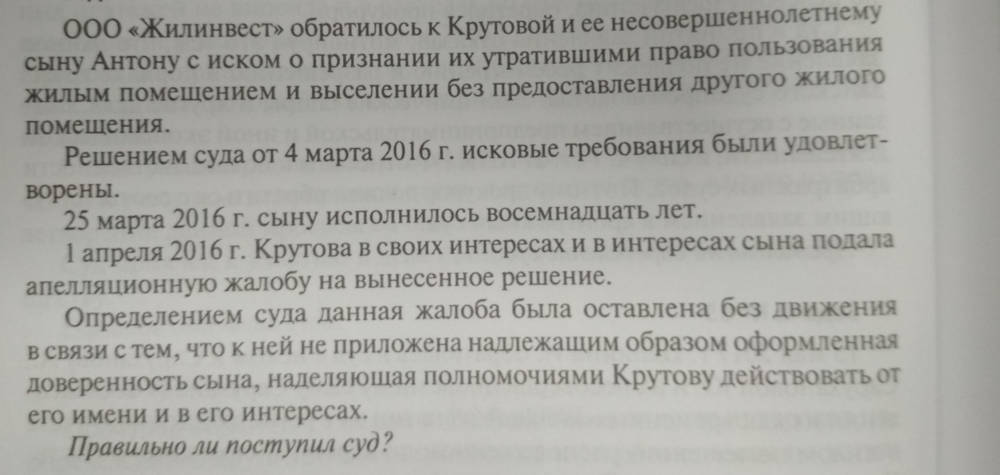 ООО «Жилинвест» обратилось к Крутовой и ее несовершеннолетнему
сыну Антону с иском о признании их утратившими право пользования
жилым помещением и выселении без предоставления другого жилого
помещения.
Решением суда от 4 марта 2016 г. исковые требования были удовлет-
ворены.
25 марта 2016 г. сыну исполнилось восемнадцать лет.
1 апреля 2016 г. Крутова в своих интересах и в интересах сына подала
апелляционную жалобу на вынесенное решение.
Определением суда данная жалоба была оставлена без движения
в связи с тем, что к ней не приложена надлежащим образом оформленная
доверенность сына, наделяющая полномочиями Крутову действовать от
его имени и в его интересах.
Правильно ли поступил суд?